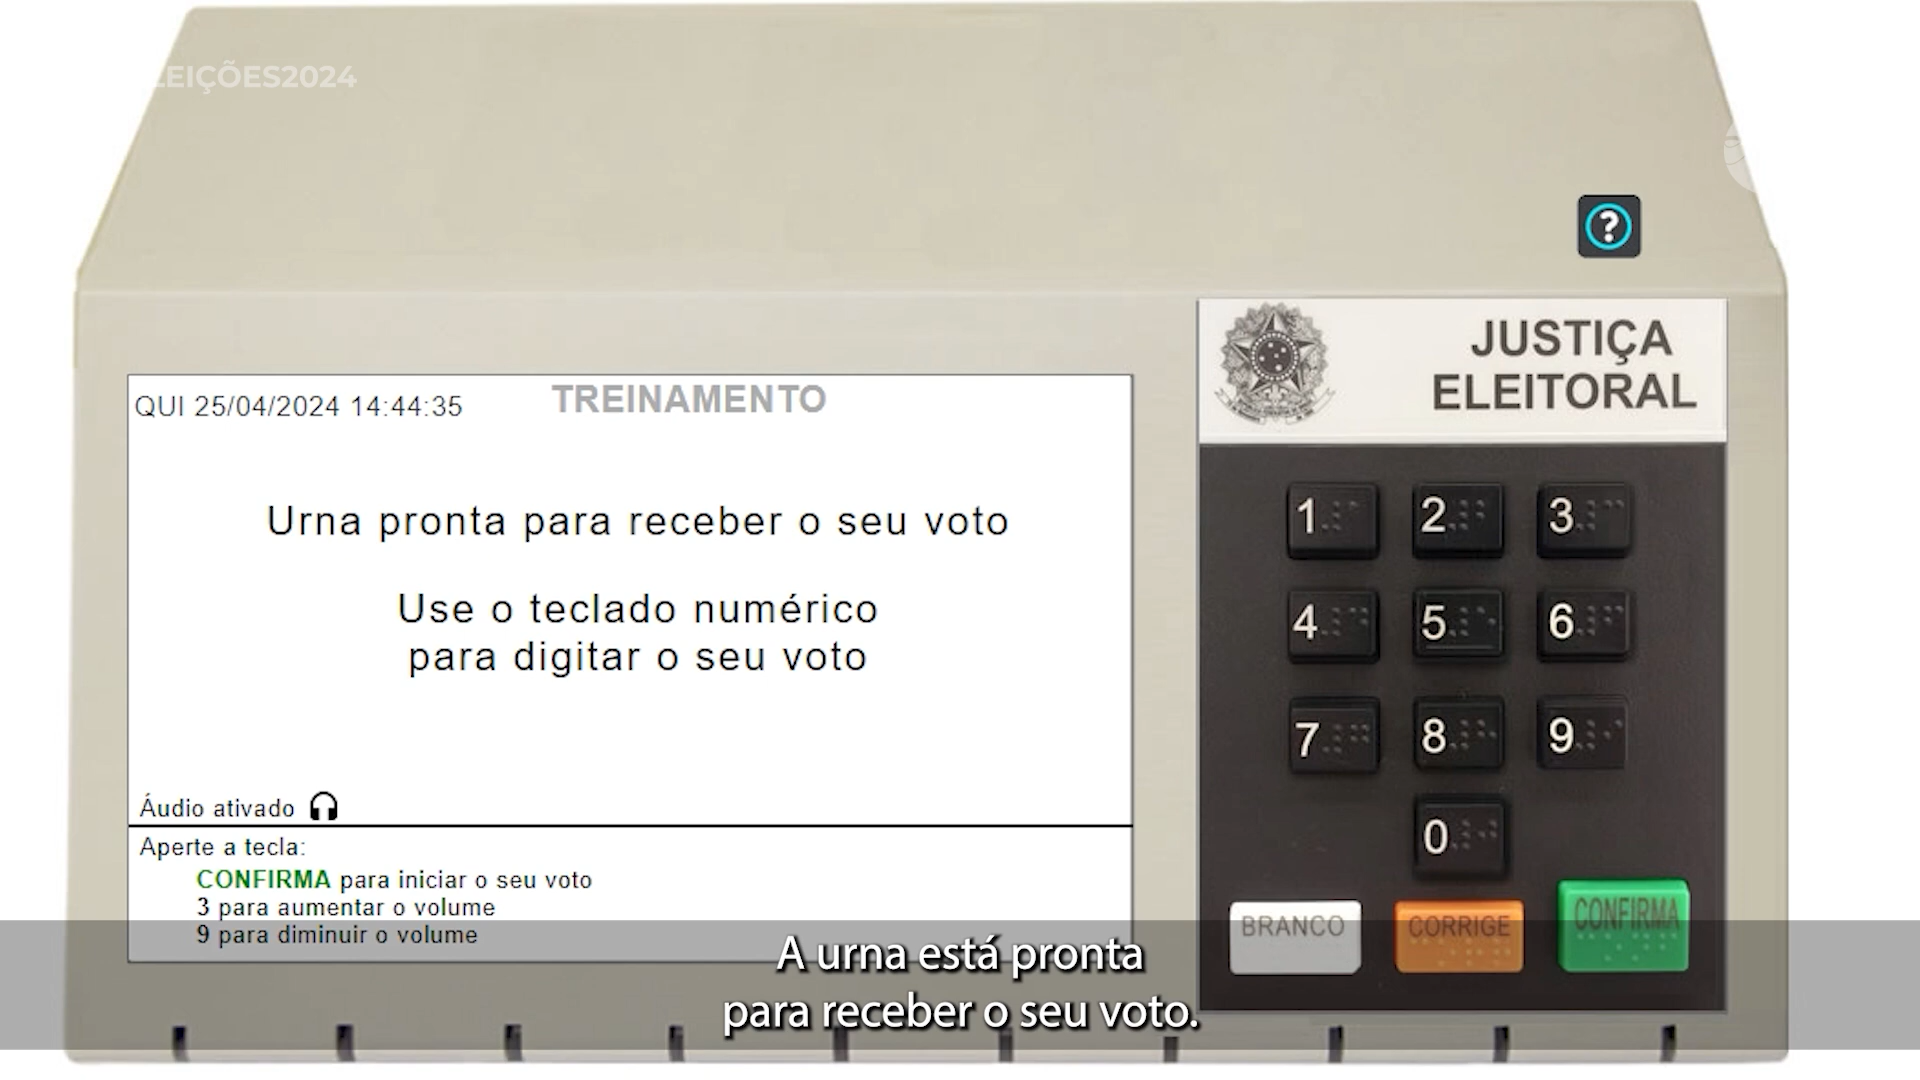 LEIÇÕES2024
JUSTIÇA
ELEITORAL
QUI 25/04/2024 14:44:35 TREINAMENTO
Urna pronta para receber o seu voto
Use o teclado numérico
para digitar o seu voto
Áudio ativado
Aperte a tecla:
CONFIRMA para iniciar o seu voto
3 para aumentar o volume
9 para diminuir o volume
1 2 3
4 5 6
7 8 9
0
BRANCO CORRIGE CONFIRMA
?
A urna está pronta
para receber o seu voto.